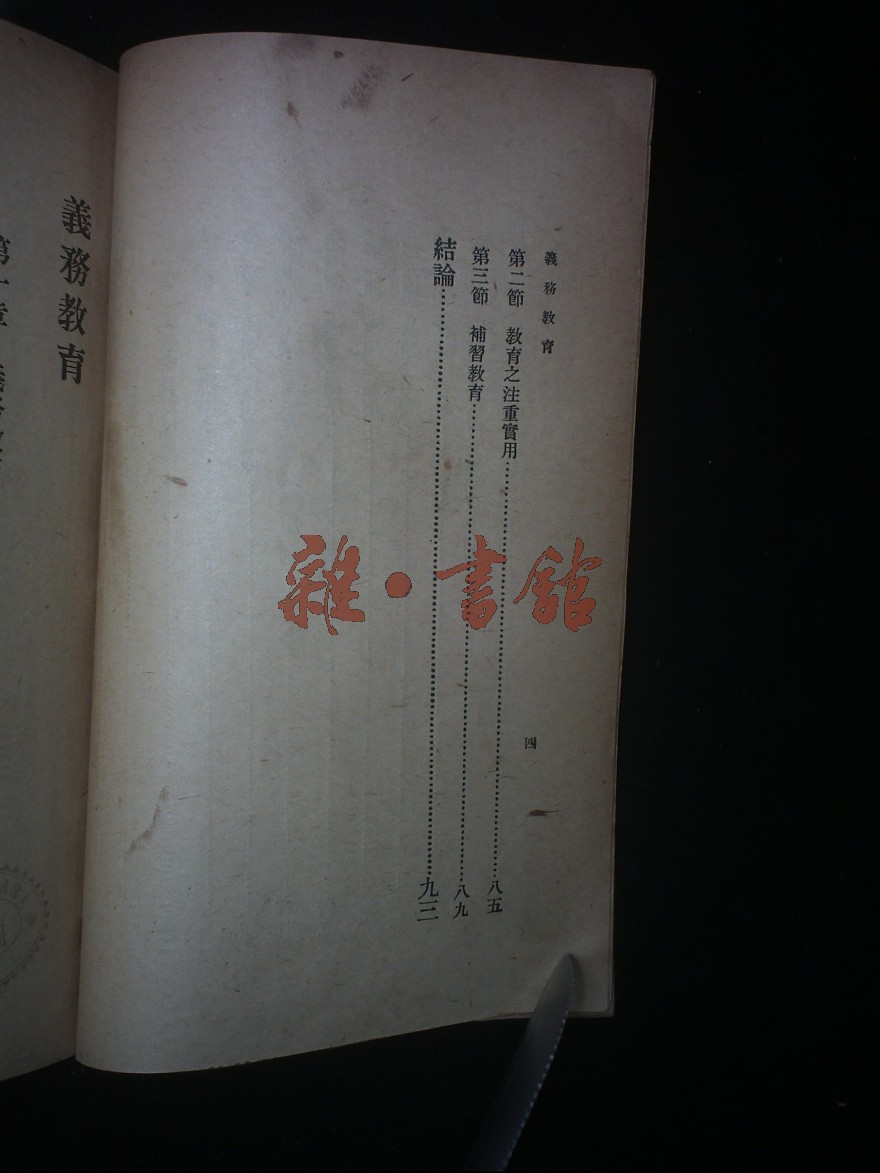 義務教育
四
第二節 教育之注重實用……八五
第三節 補習教育……八九
結論……九三
雜·書舘
義務教育